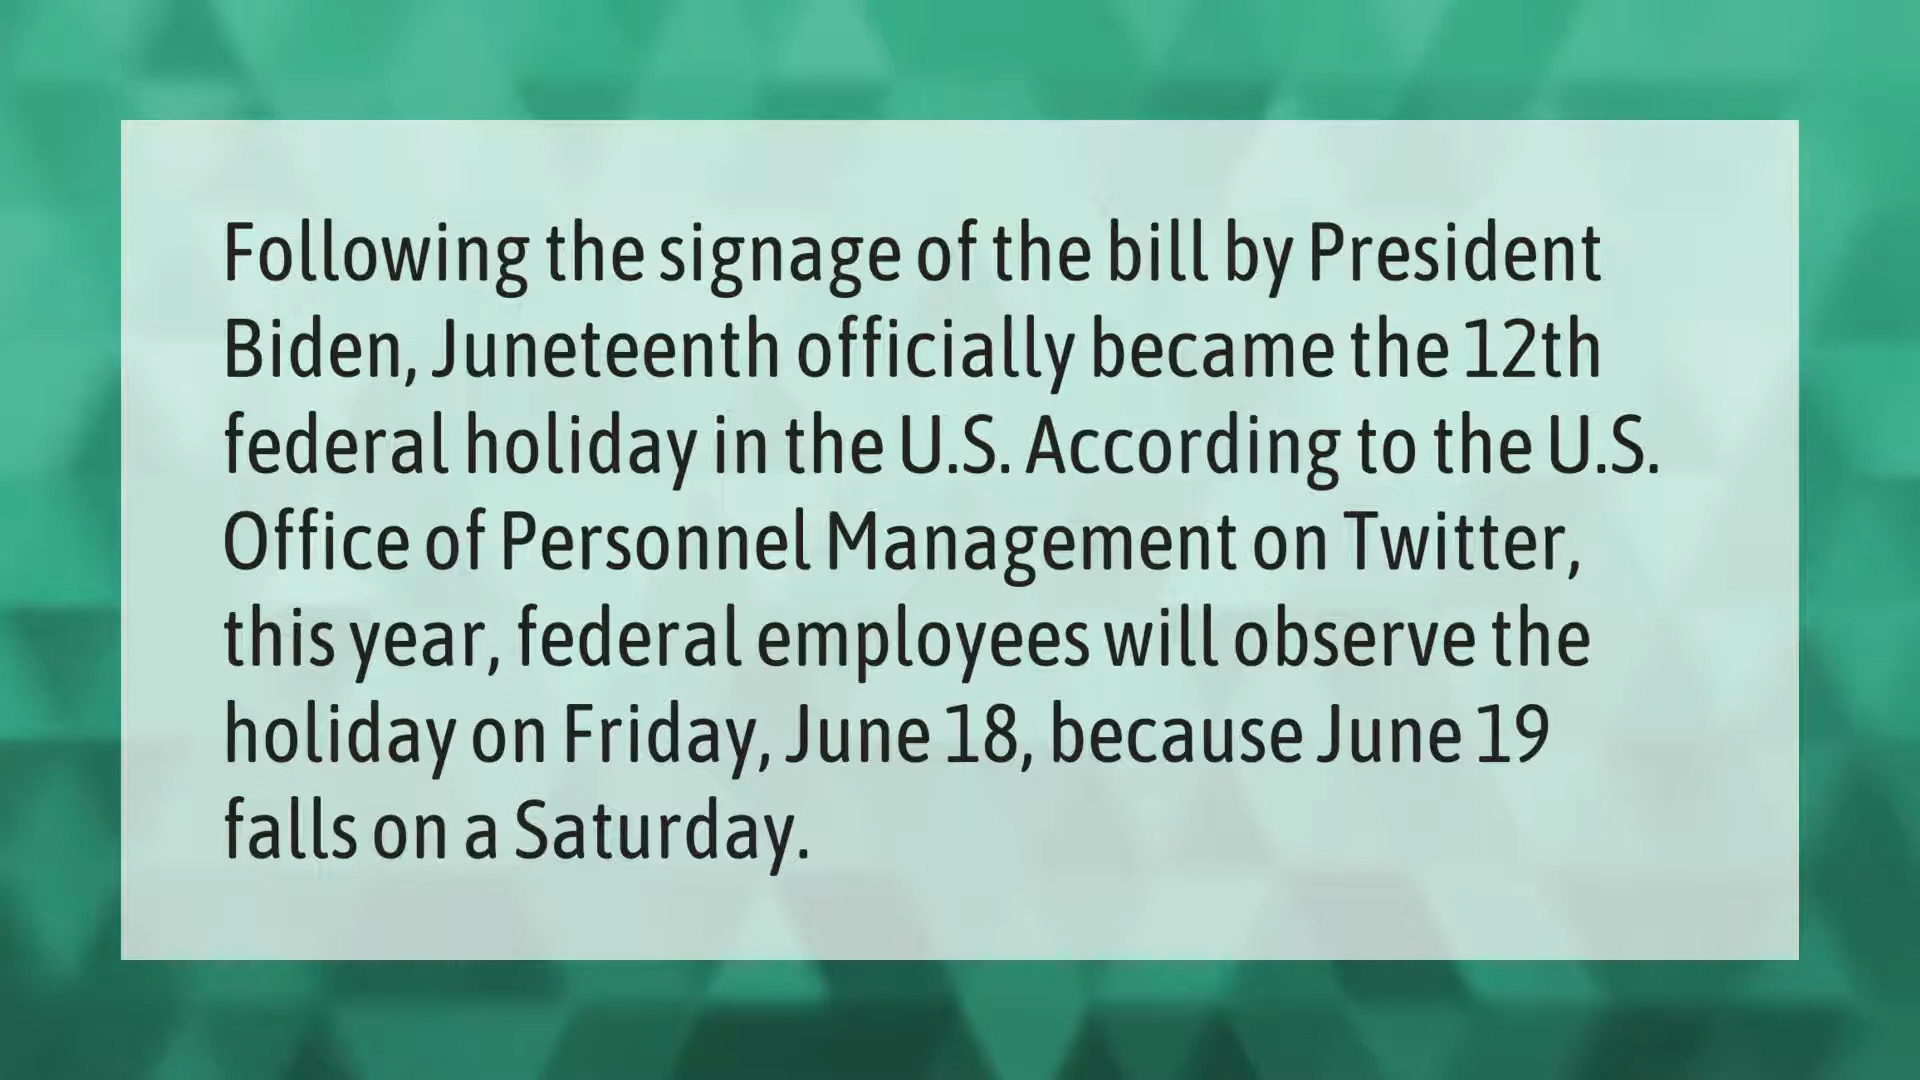 Following the signage of the bill by President
Biden, Juneteenth officially became the 12th
federal holiday in the U.S. According to the U.S.
Office of Personnel Management on Twitter,
this year, federal employees will observe the
holiday on Friday, June 18, because June 19
falls on a Saturday.